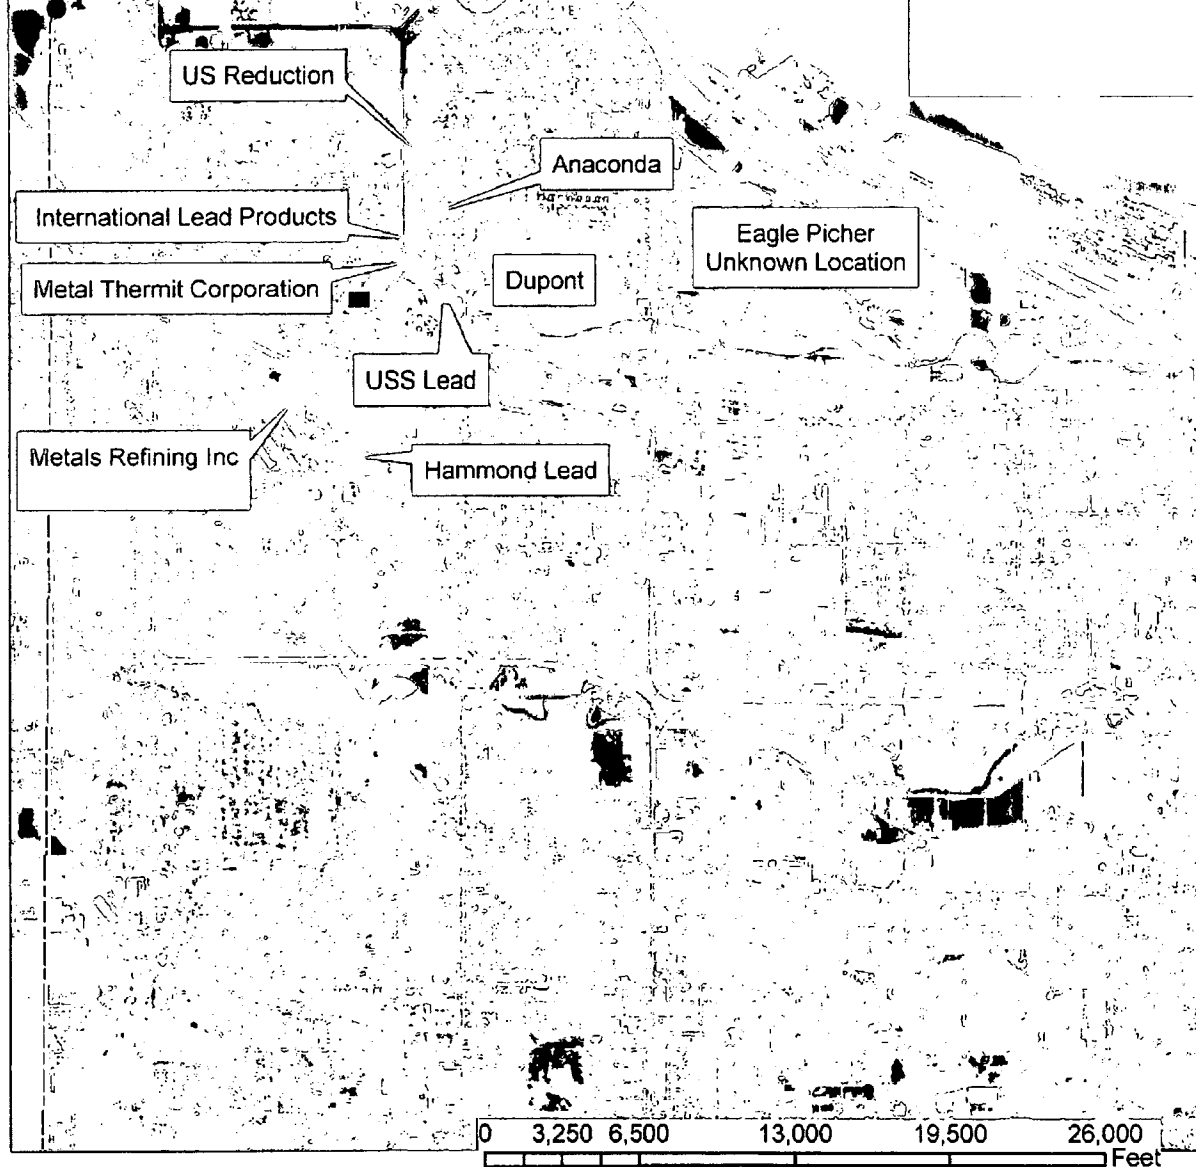 US Reduction
Anaconda
International Lead Products
Eagle Picher
Unknown Location
Metal Thermit Corporation
Dupont
USS Lead
Metals Refining Inc
Hammond Lead
0 3,250 6,500 13,000 19,500 26,000
Feet